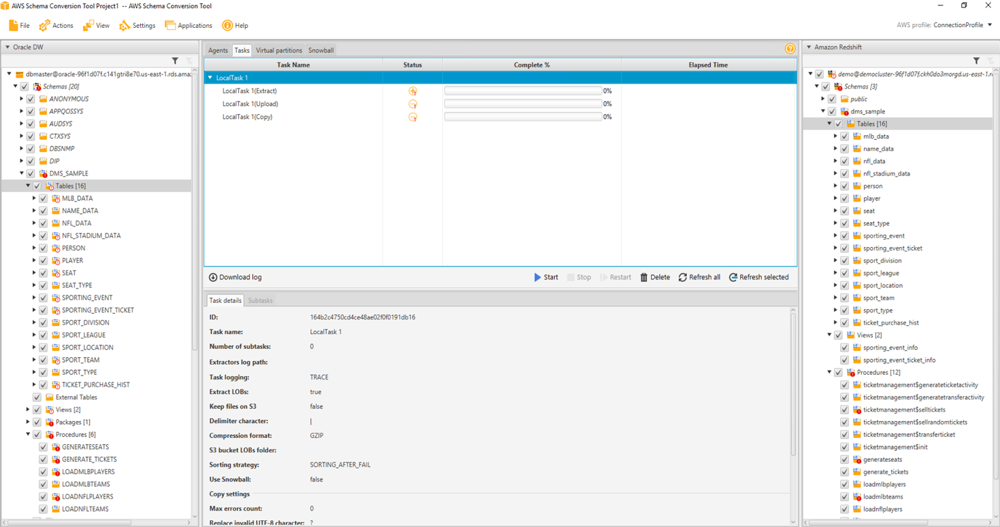 AWS Schema Conversion Tool Project1 -- AWS Schema Conversion Tool
File Actions View Settings Applications Help
AWS profile: ConnectionProfile
Oracle DW
dbmaster@oracle-96f1d07f.c141gtri8e70.us-east-1.rds.amaz
Schemas [20]
ANONYMOUS
APPQOSSYS
AUDSYS
CTXSYS
DBSNMP
DIP
DMS_SAMPLE
Tables [16]
MLB_DATA
NAME_DATA
NFL_DATA
NFL_STADIUM_DATA
PERSON
PLAYER
SEAT
SEAT_TYPE
SPORTING_EVENT
SPORTING_EVENT_TICKET
SPORT_DIVISION
SPORT_LEAGUE
SPORT_LOCATION
SPORT_TEAM
SPORT_TYPE
TICKET_PURCHASE_HIST
External Tables
Views [2]
Packages [1]
Procedures [6]
GENERATESEATS
GENERATE_TICKETS
LOADMLBPLAYERS
LOADMLBTEAMS
LOADNFLPLAYERS
LOADNFLTEAMS
Agents Tasks Virtual partitions Snowball
Task Name Status Complete % Elapsed Time
LocalTask 1
LocalTask 1(Extract) 0%
LocalTask 1(Upload) 0%
LocalTask 1(Copy) 0%
Download log Start Stop Restart Delete Refresh all Refresh selected
Task details Subtasks
ID: 164b2c4750cd4ce48ae02f0f0191db16
Task name: LocalTask 1
Number of subtasks: 0
Extractors log path:
Task logging: TRACE
Extract LOBs: true
Keep files on S3 false
Delimiter character: |
Compression format: GZIP
S3 bucket LOBs folder:
Sorting strategy: SORTING_AFTER_FAIL
Use Snowball: false
Copy settings
Max errors count: 0
Replace invalid UTF-8 character: ?
Amazon Redshift
demo@democluster-96f1d07f.ckh0do3morgd.us-east-1.r
Schemas [3]
public
dms_sample
Tables [16]
mlb_data
name_data
nfl_data
nfl_stadium_data
person
player
seat
seat_type
sporting_event
sporting_event_ticket
sport_division
sport_league
sport_location
sport_team
sport_type
ticket_purchase_hist
Views [2]
sporting_event_info
sporting_event_ticket_info
Procedures [12]
ticketmanagement$generateticketactivity
ticketmanagement$generatetransferactivity
ticketmanagement$selltickets
ticketmanagement$sellrandomtickets
ticketmanagement$transferticket
ticketmanagement$init
generateseats
generate_tickets
loadmlbplayers
loadmlbteams
loadnflplayers